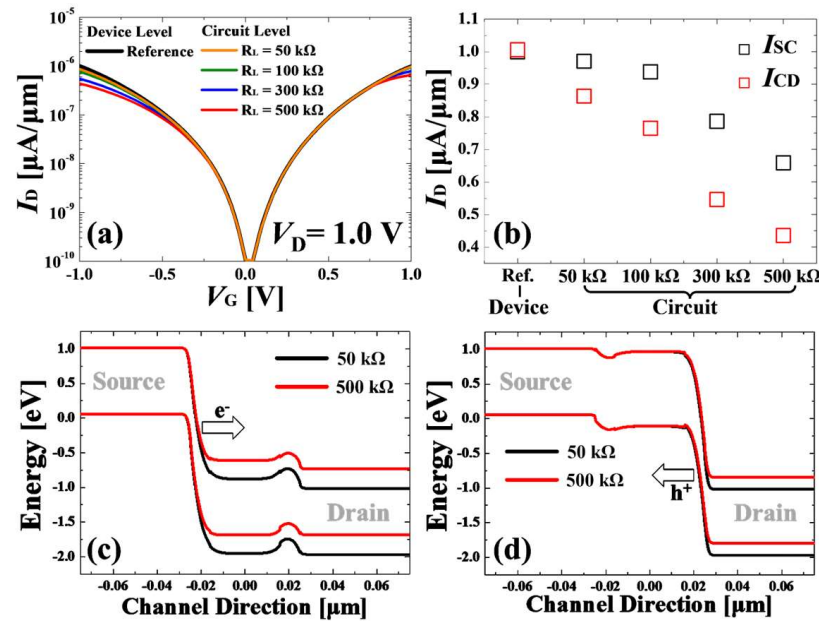 Device Level
Reference
Circuit Level
R_L = 50 kΩ
R_L = 100 kΩ
R_L = 300 kΩ
R_L = 500 kΩ
10⁻⁵
10⁻⁶
10⁻⁷
10⁻⁸
10⁻⁹
10⁻¹⁰
I_D [µA/µm]
(a)
V_D= 1.0 V
-1.0
-0.5
0.0
0.5
1.0
V_G [V]
I_SC
I_CD
1.0
0.9
0.8
0.7
0.6
0.5
0.4
I_D [µA/µm]
(b)
Ref.
50 kΩ
100 kΩ
300 kΩ
500 kΩ
Device
Circuit
1.0
0.5
0.0
-0.5
-1.0
-1.5
-2.0
Energy [eV]
Source
50 kΩ
500 kΩ
e⁻
Drain
(c)
-0.06
-0.04
-0.02
0.00
0.02
0.04
0.06
Channel Direction [µm]
1.0
0.5
0.0
-0.5
-1.0
-1.5
-2.0
Energy [eV]
Source
50 kΩ
500 kΩ
h⁺
Drain
(d)
-0.06
-0.04
-0.02
0.00
0.02
0.04
0.06
Channel Direction [µm]